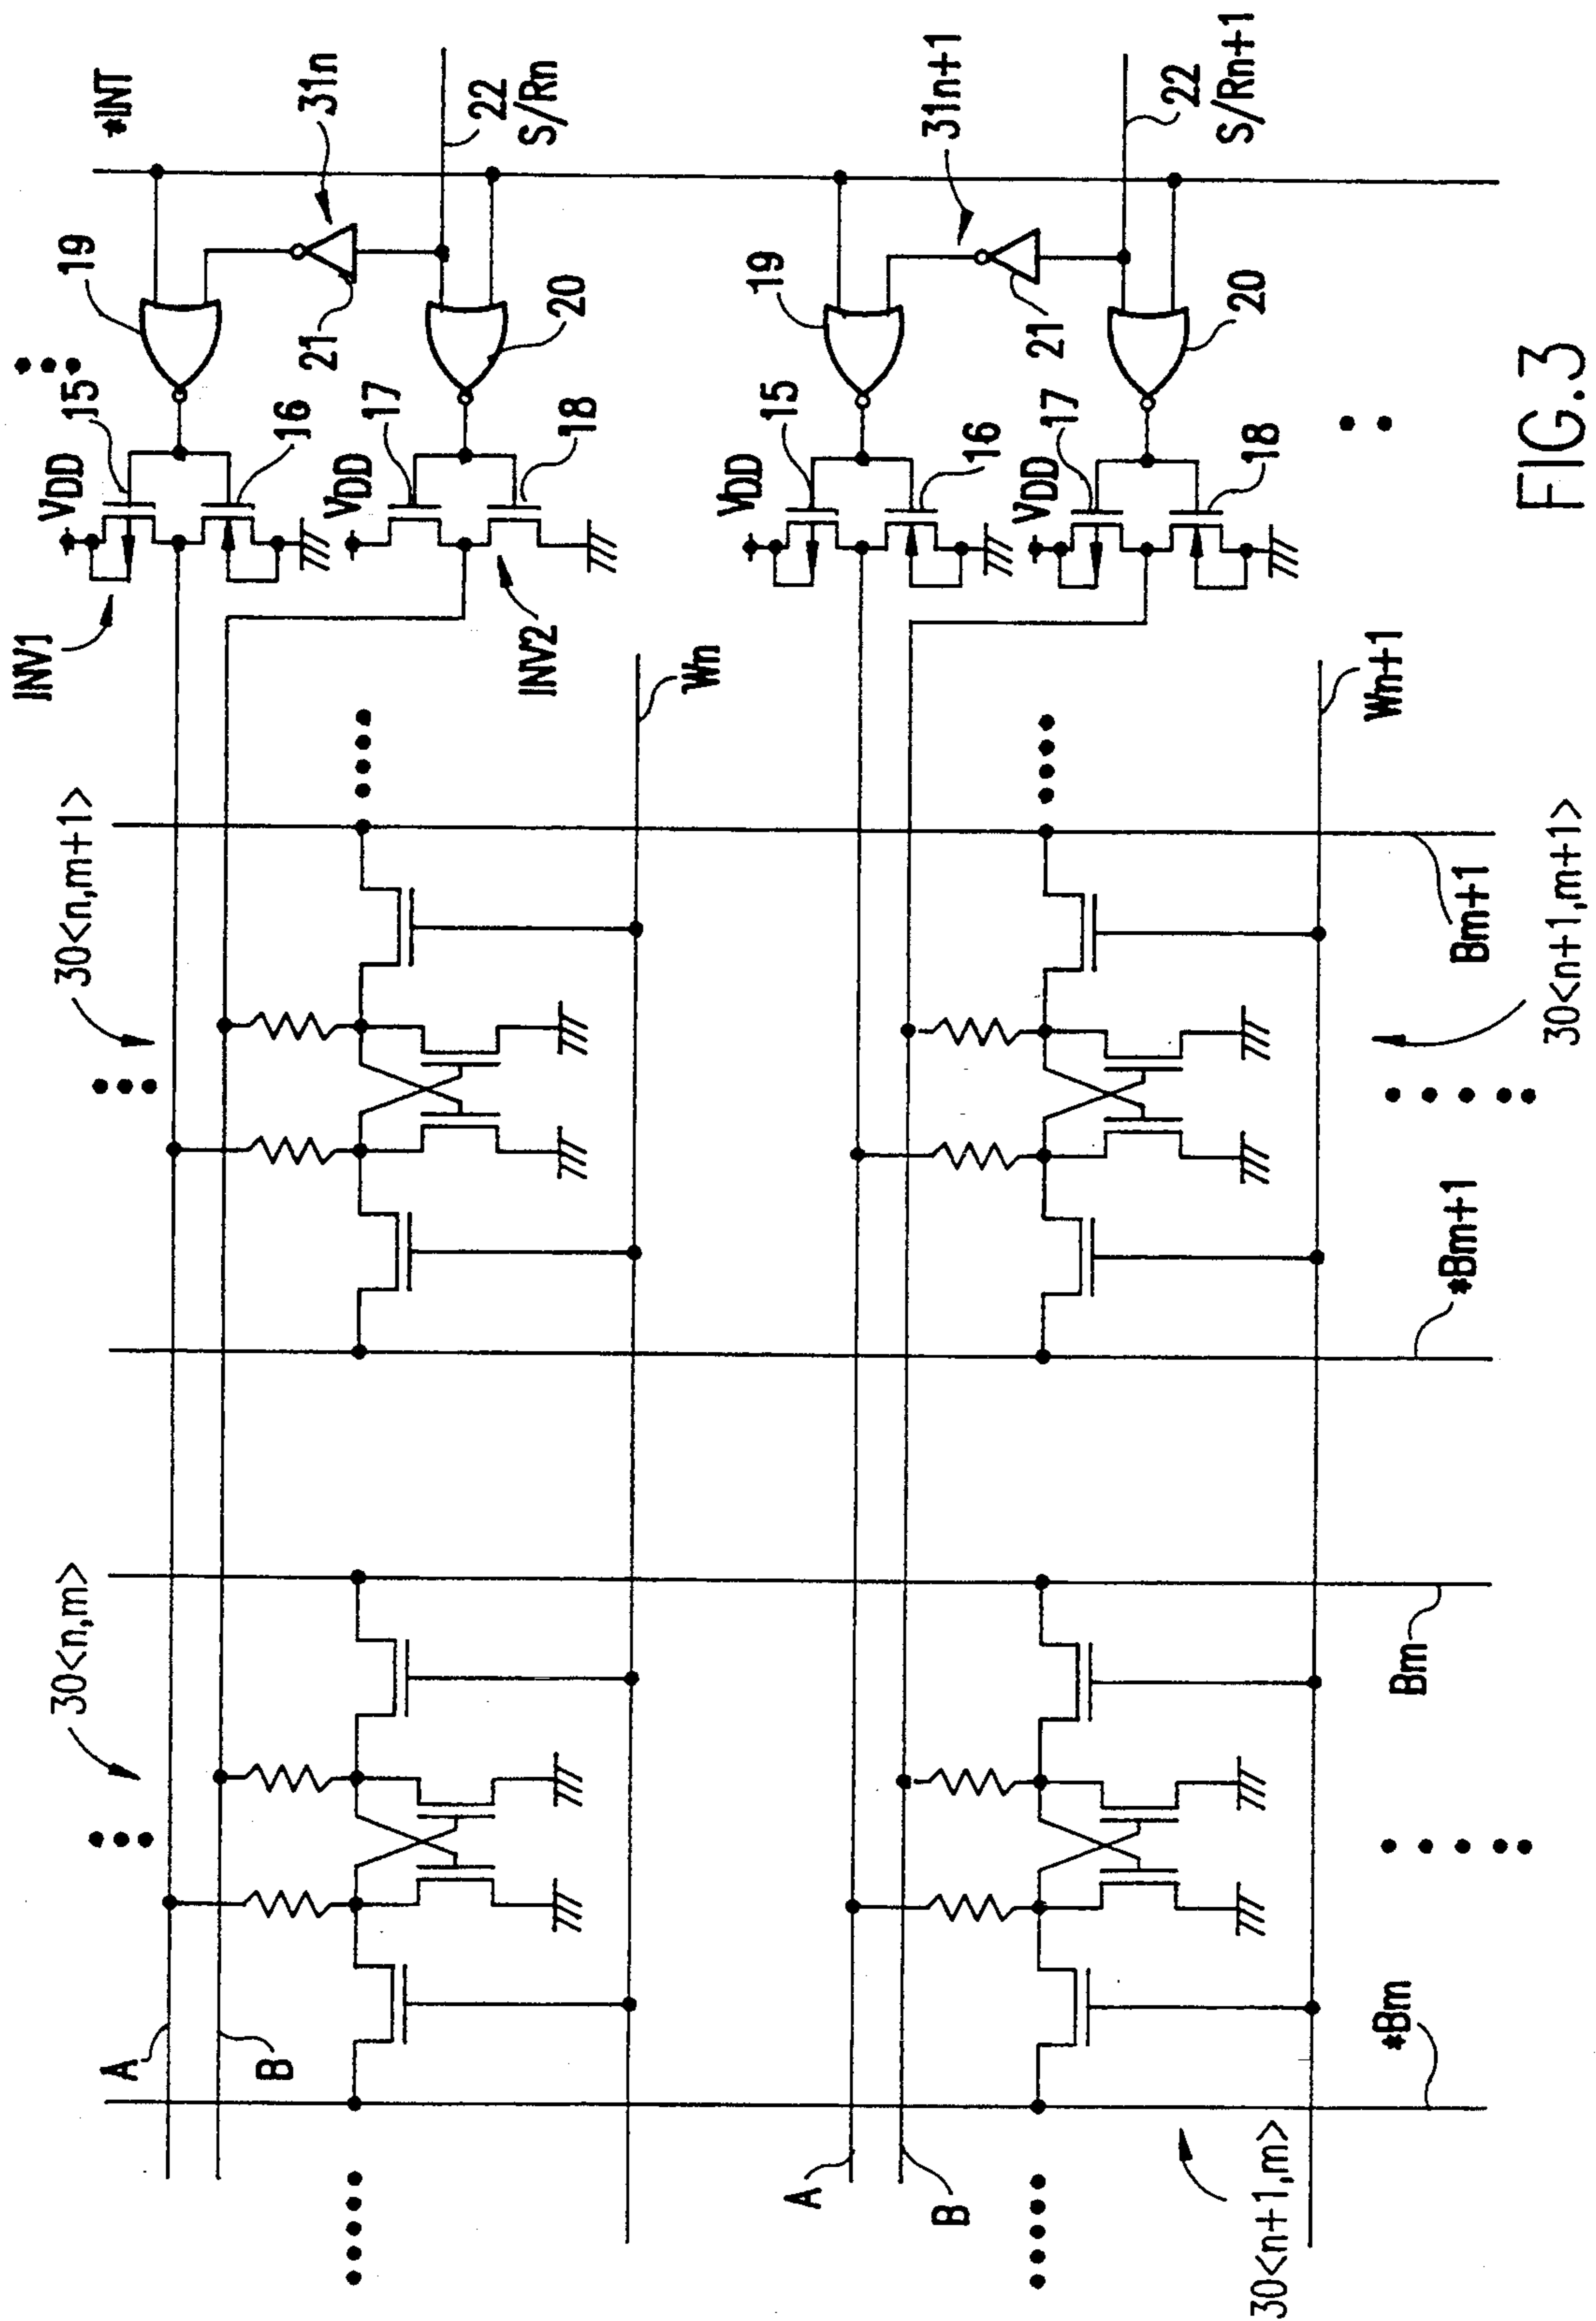 *INT
31n
22
S/Rn
19
21
20
15
VDD
16
17
VDD
18
INV1
INV2
Wn
30<n,m+1>
30<n,m>
A
B
31n+1
22
S/Rn+1
19
21
20
15
VDD
16
17
VDD
18
Wn+1
Bm+1
30<n+1,m+1>
*Bm+1
Bm
*Bm
A
B
30<n+1,m>
FIG.3